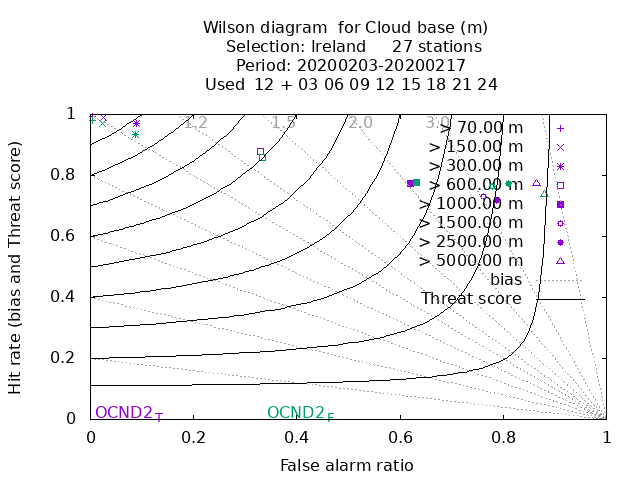 Wilson diagram for Cloud base (m)
Selection: Ireland 27 stations
Period: 20200203-20200217
Used 12 + 03 06 09 12 15 18 21 24
Hit rate (bias and Threat score)
1
0.8
0.6
0.4
0.2
0
1.2
1.5
2.0
3.0
> 70.00 m
> 150.00 m
> 300.00 m
> 600.00 m
> 1000.00 m
> 1500.00 m
> 2500.00 m
> 5000.00 m
bias
Threat score
OCND2 T
OCND2 F
0 0.2 0.4 0.6 0.8 1
False alarm ratio